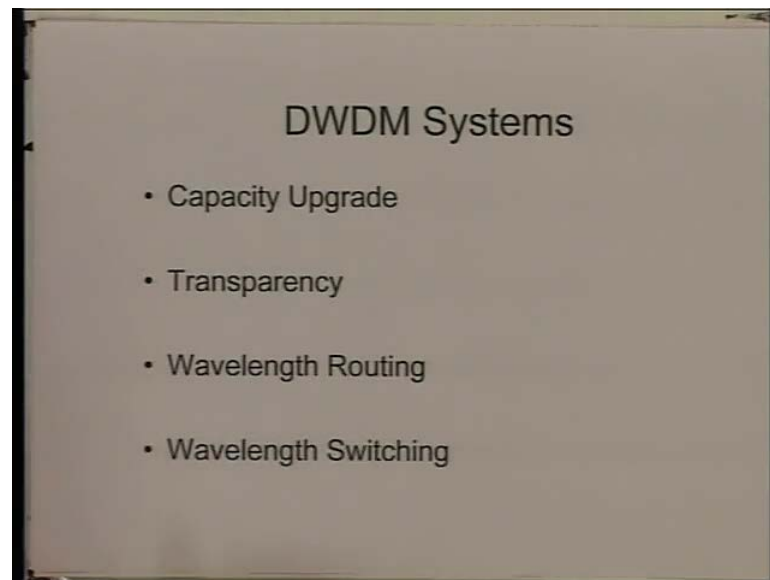 DWDM Systems
• Capacity Upgrade
• Transparency
• Wavelength Routing
• Wavelength Switching